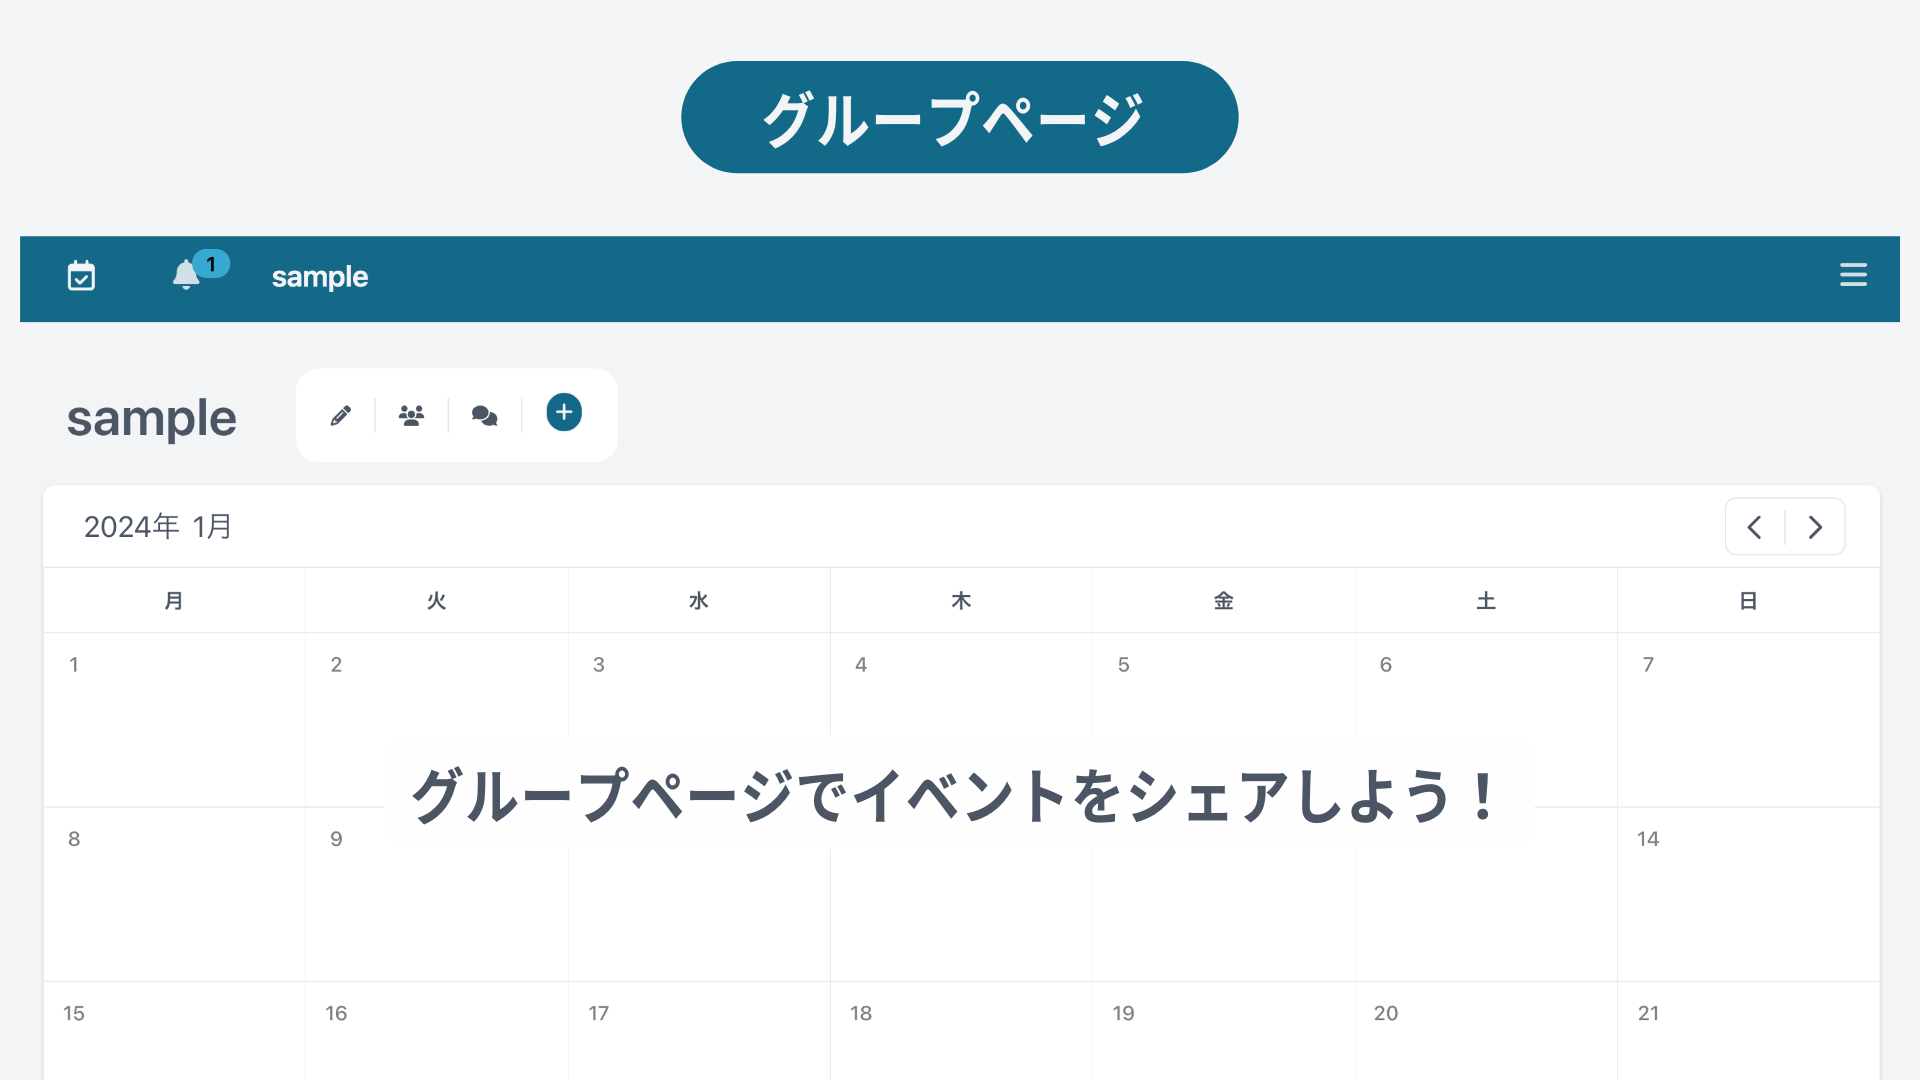 グループページ
1
sample
sample
2024年 1月
月 火 水 木 金 土 日
1 2 3 4 5 6 7
グループページでイベントをシェアしよう！
8 9 14
15 16 17 18 19 20 21